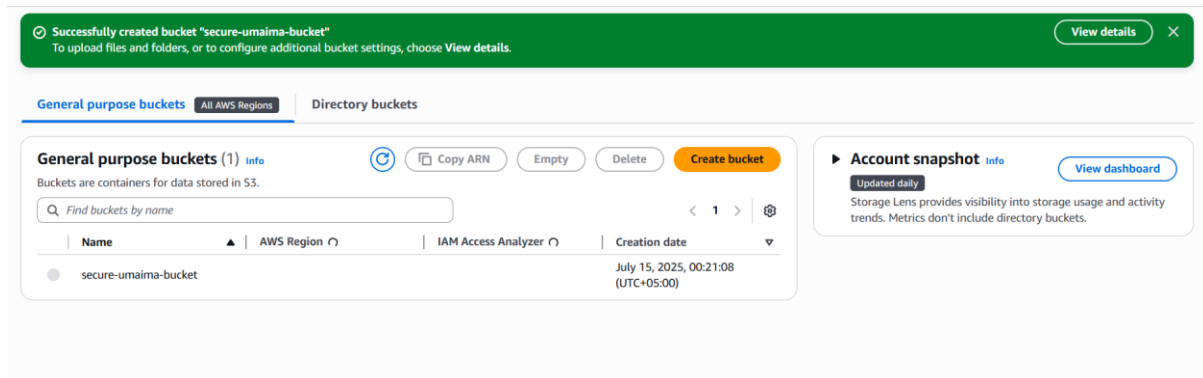 Successfully created bucket "secure-umaima-bucket"
To upload files and folders, or to configure additional bucket settings, choose View details.
View details
General purpose buckets All AWS Regions
Directory buckets
General purpose buckets (1) Info
Copy ARN
Empty
Delete
Create bucket
Buckets are containers for data stored in S3.
Find buckets by name
1
Name
AWS Region
IAM Access Analyzer
Creation date
secure-umaima-bucket
July 15, 2025, 00:21:08
(UTC+05:00)
Account snapshot Info
Updated daily
View dashboard
Storage Lens provides visibility into storage usage and activity
trends. Metrics don't include directory buckets.